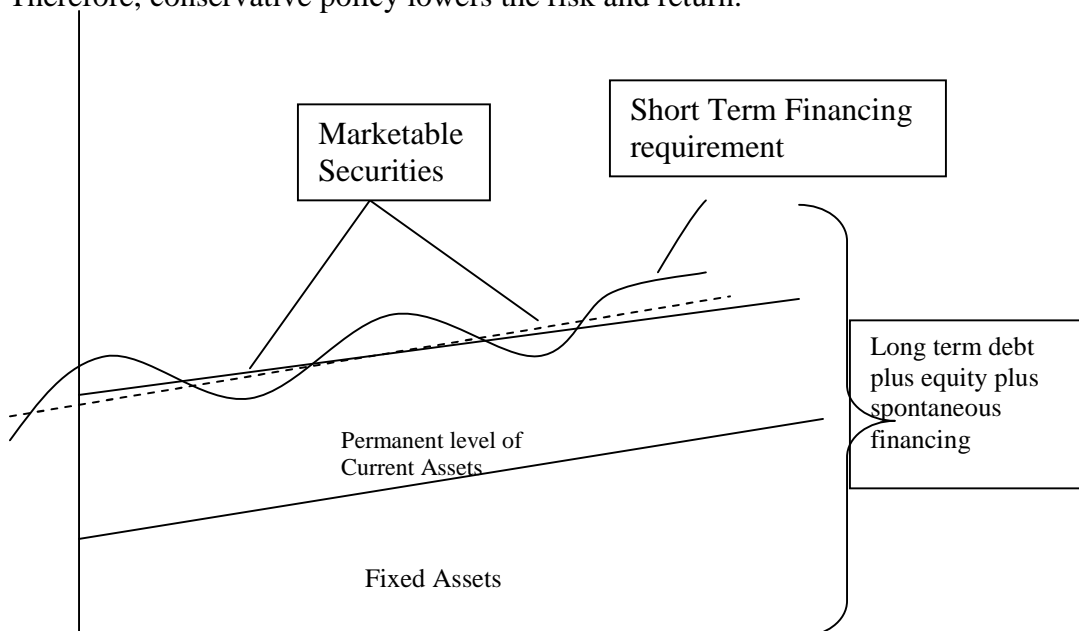 Therefore, conservative policy lowers the risk and return.
Marketable
Securities
Short Term Financing
requirement
Long term debt
plus equity plus
spontaneous
financing
Permanent level of
Current Assets
Fixed Assets